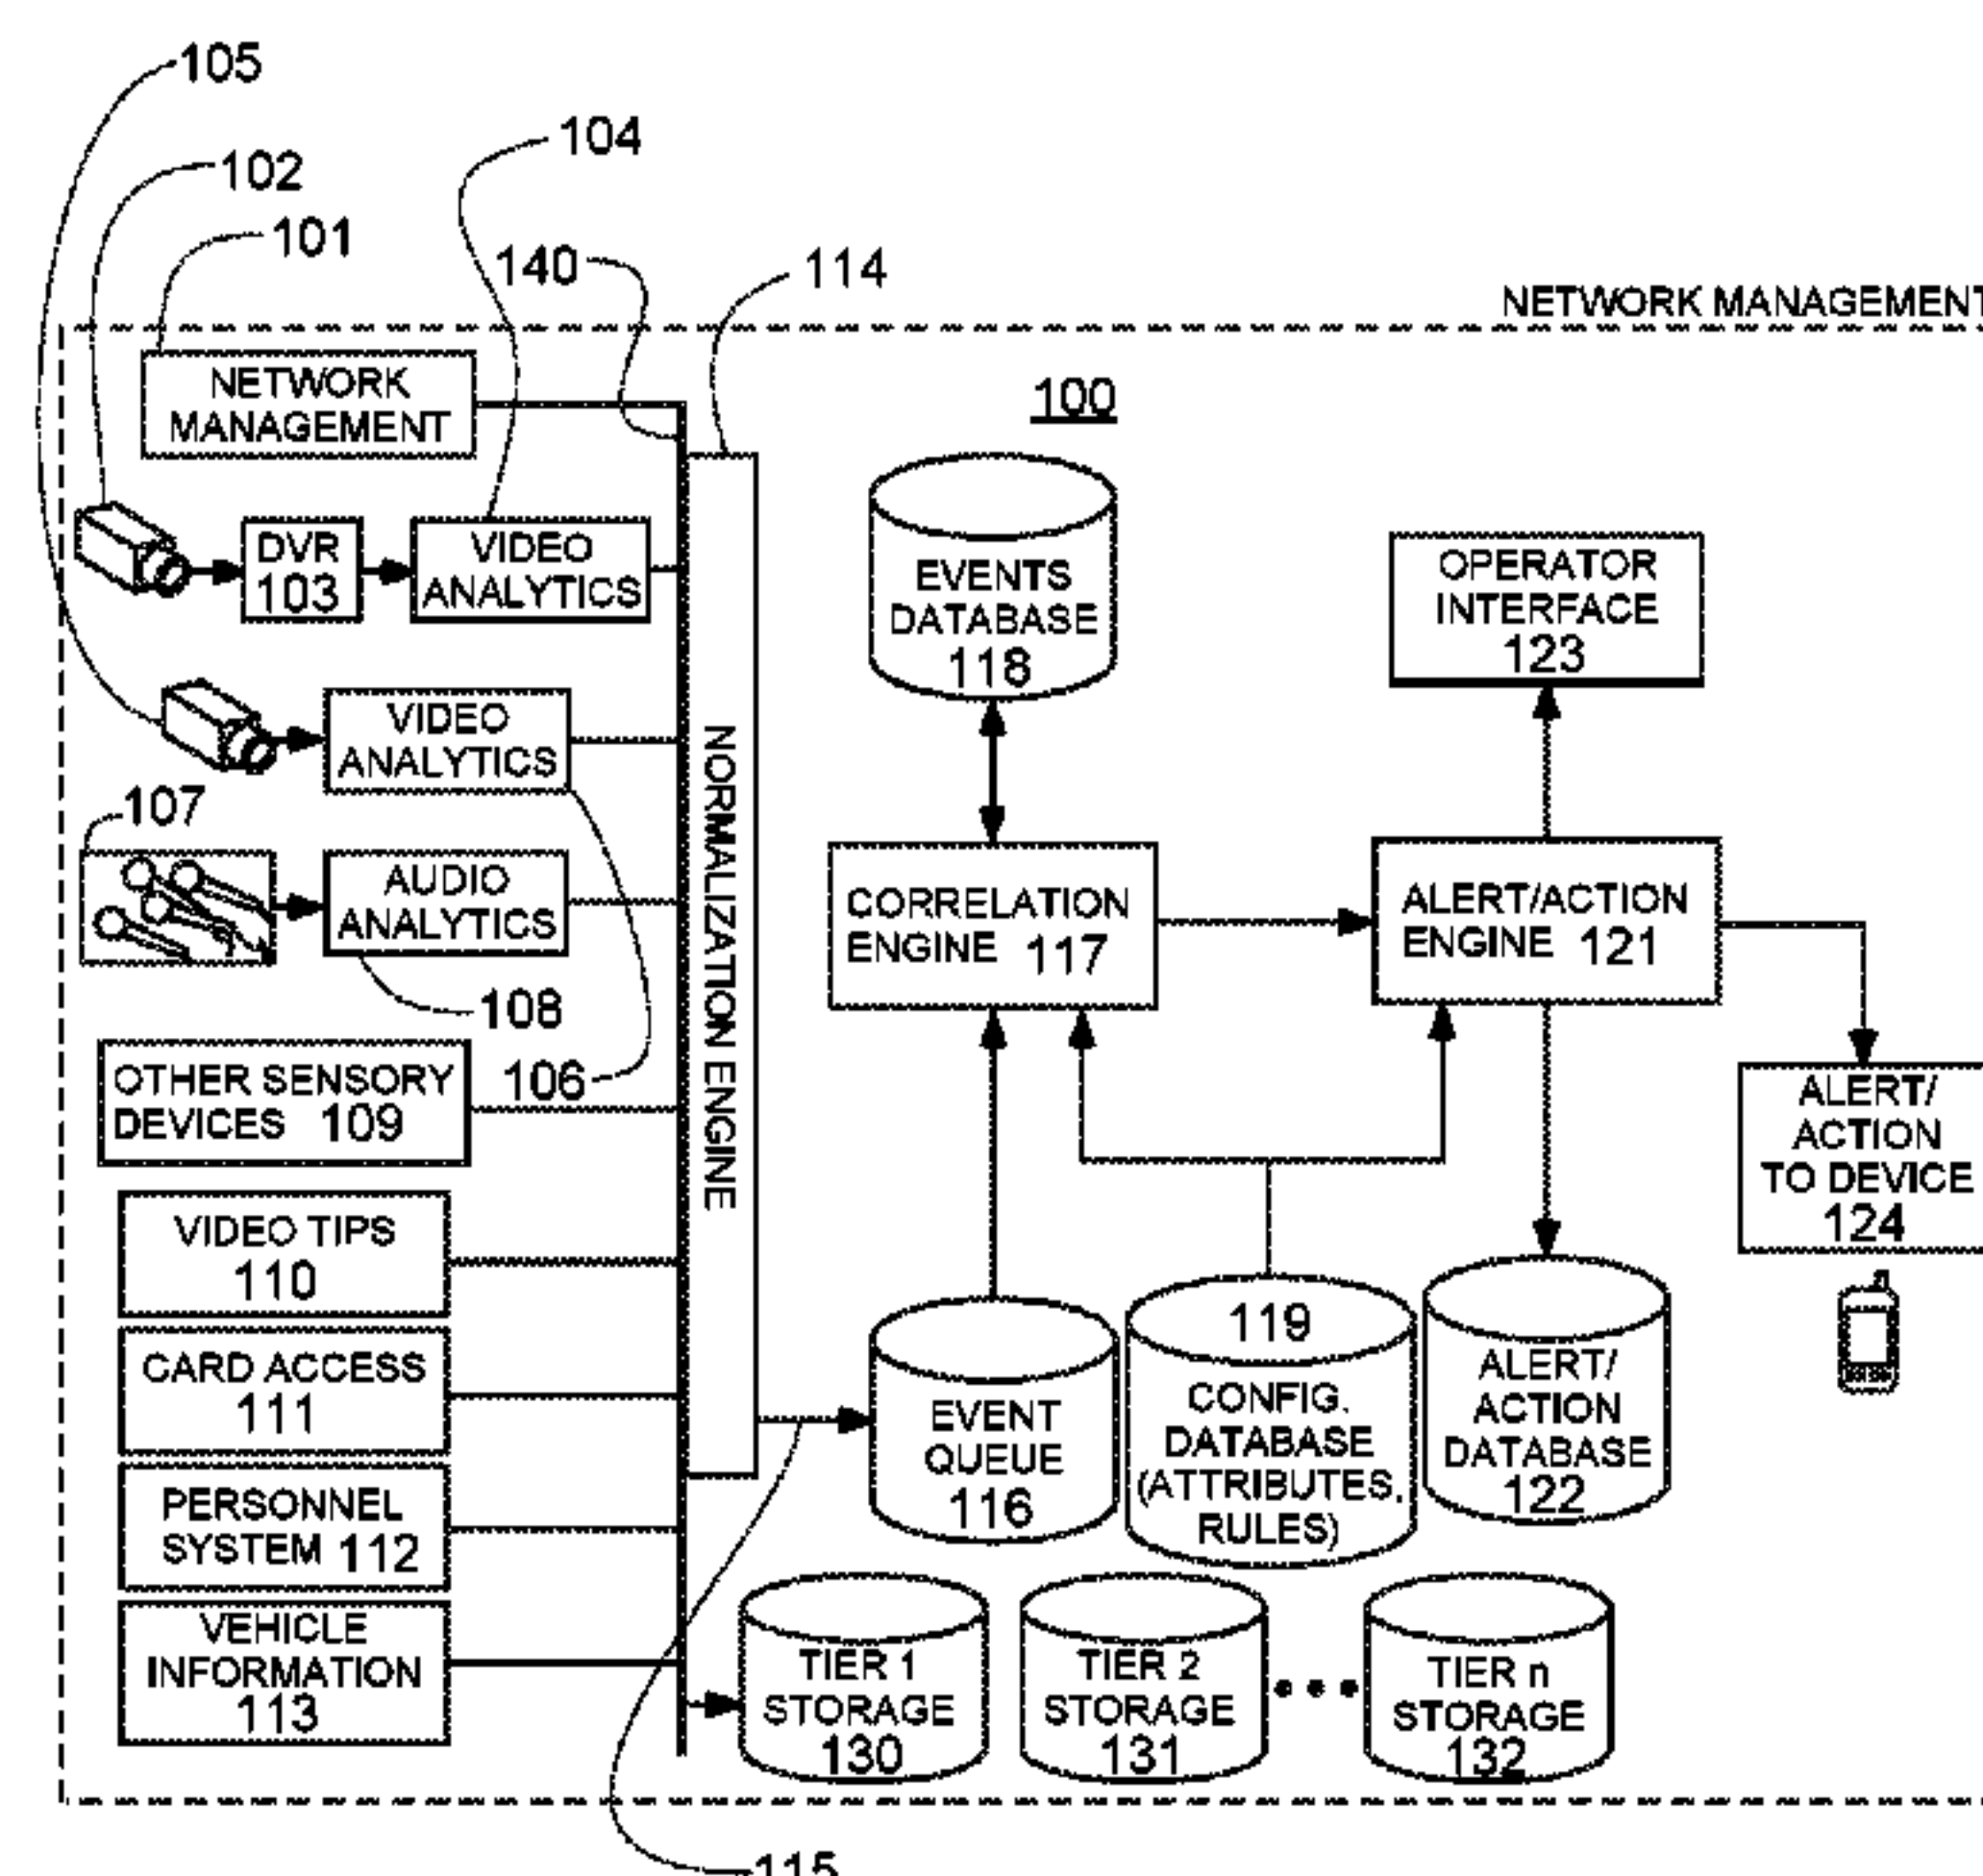 105
104
102
101
140
114
NETWORK MANAGEMENT
NETWORK
MANAGEMENT
100
DVR
103
VIDEO
ANALYTICS
EVENTS
DATABASE
118
OPERATOR
INTERFACE
123
VIDEO
ANALYTICS
NORMALIZATION ENGINE
107
AUDIO
ANALYTICS
108
CORRELATION
ENGINE 117
ALERT/ACTION
ENGINE 121
OTHER SENSORY
DEVICES 109
106
ALERT/
ACTION
TO DEVICE
124
VIDEO TIPS
110
CARD ACCESS
111
PERSONNEL
SYSTEM 112
VEHICLE
INFORMATION
113
EVENT
QUEUE
116
119
CONFIG.
DATABASE
(ATTRIBUTES,
RULES)
ALERT/
ACTION
DATABASE
122
TIER 1
STORAGE
130
TIER 2
STORAGE
131
TIER n
STORAGE
132
115